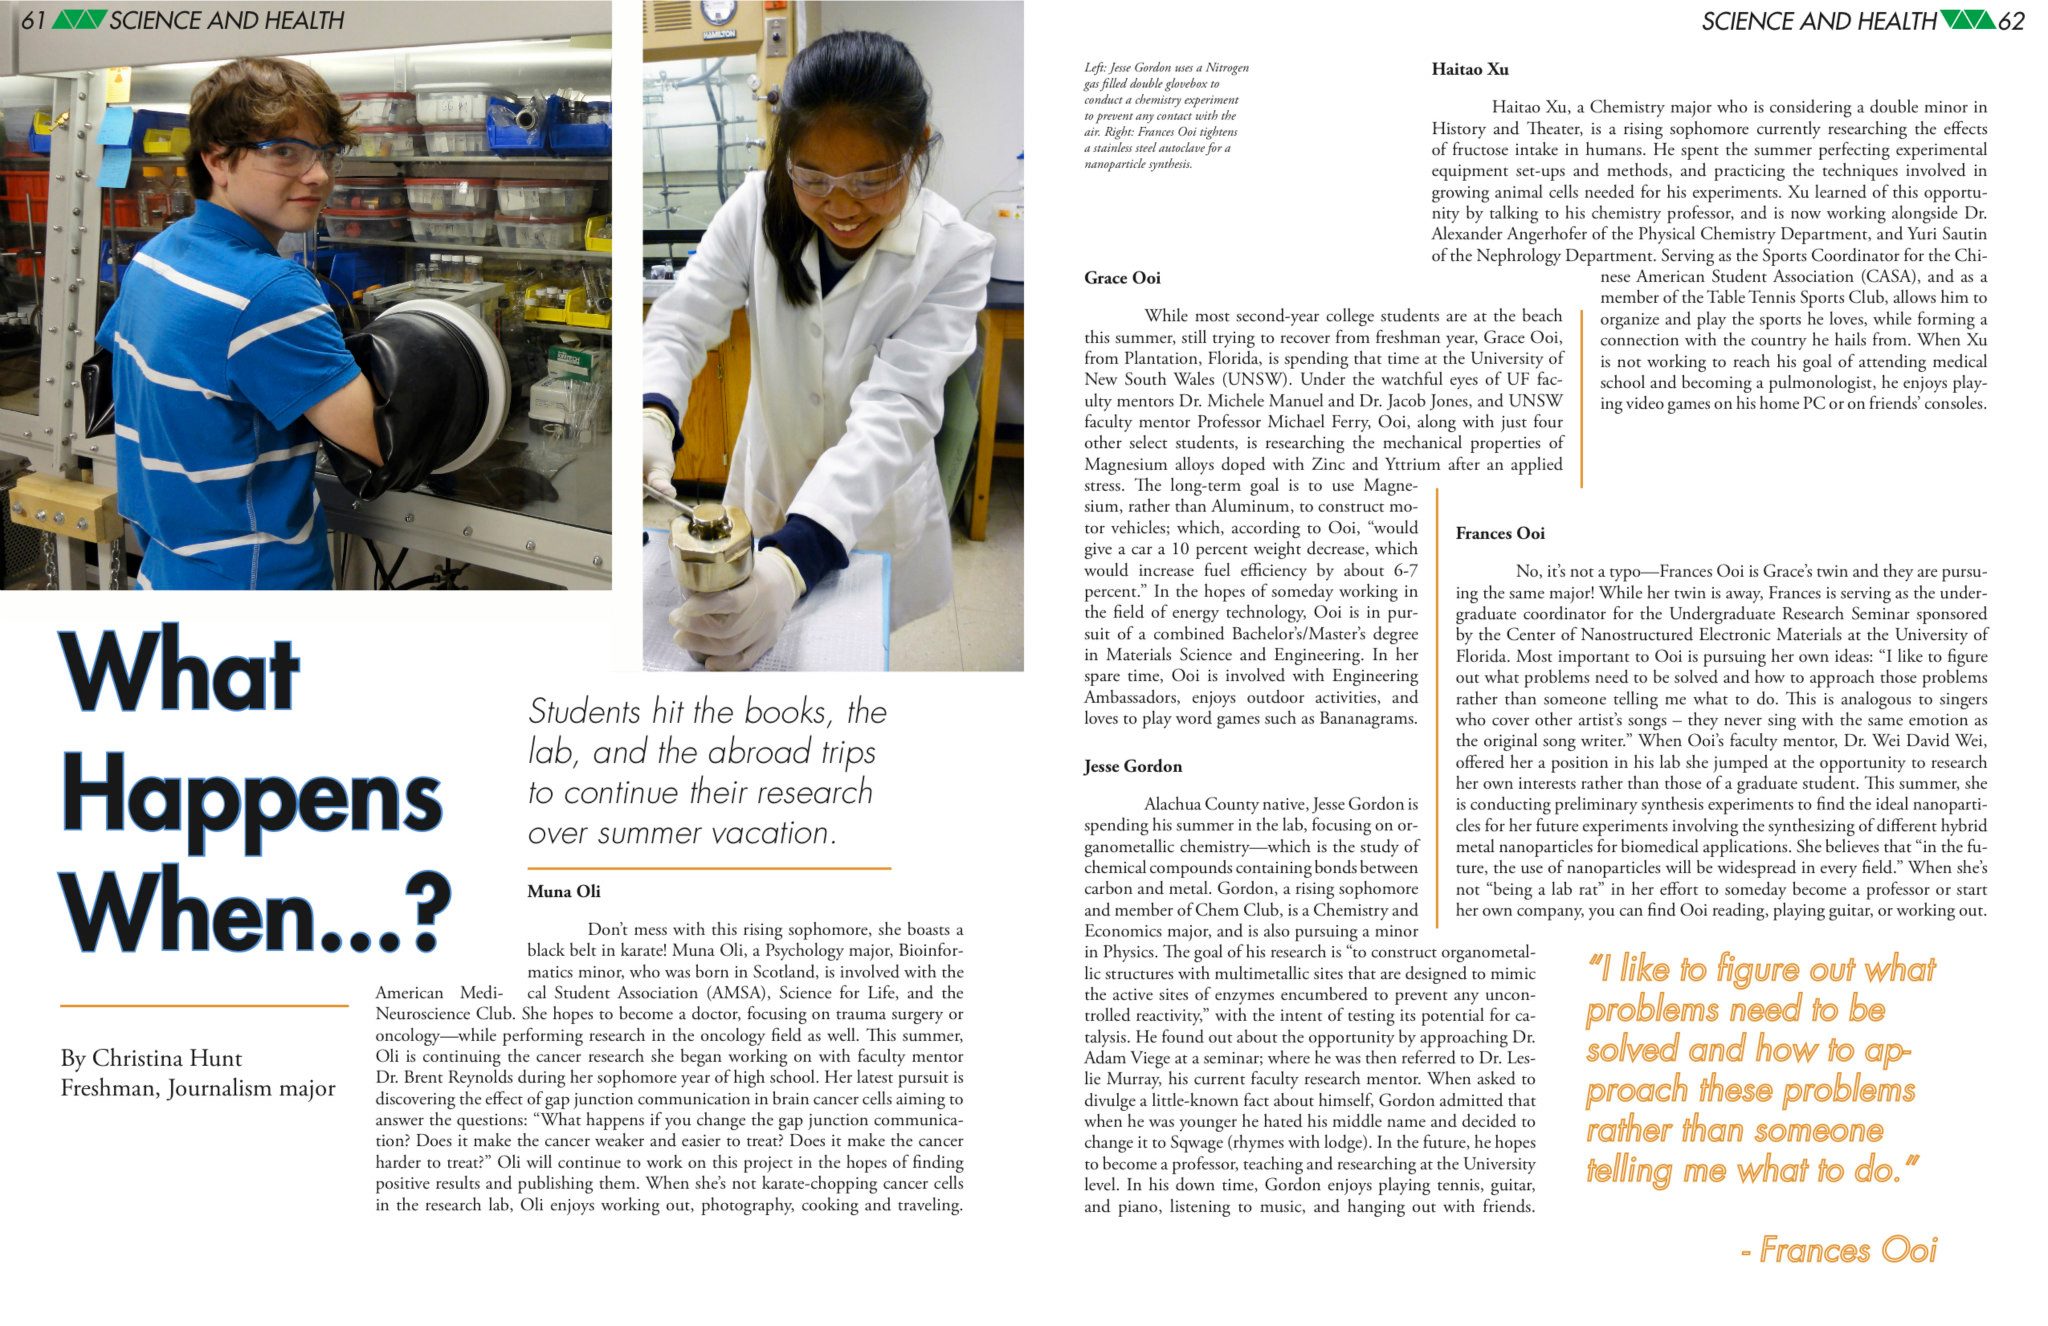 61 SCIENCE AND HEALTH
What
Happens
When...?
By Christina Hunt
Freshman, Journalism major
HAMILTON
Students hit the books, the
lab, and the abroad trips
to continue their research
over summer vacation.
Muna Oli
Don't mess with this rising sophomore, she boasts a
black belt in karate! Muna Oli, a Psychology major, Bioinfor-
matics minor, who was born in Scotland, is involved with the
American Medi- cal Student Association (AMSA), Science for Life, and the
Neuroscience Club. She hopes to become a doctor, focusing on trauma surgery or
oncology—while performing research in the oncology field as well. This summer,
Oli is continuing the cancer research she began working on with faculty mentor
Dr. Brent Reynolds during her sophomore year of high school. Her latest pursuit is
discovering the effect of gap junction communication in brain cancer cells aiming to
answer the questions: “What happens if you change the gap junction communica-
tion? Does it make the cancer weaker and easier to treat? Does it make the cancer
harder to treat?” Oli will continue to work on this project in the hopes of finding
positive results and publishing them. When she's not karate-chopping cancer cells
in the research lab, Oli enjoys working out, photography, cooking and traveling.
SCIENCE AND HEALTH 62
Left: Jesse Gordon uses a Nitrogen
gas filled double glovebox to
conduct a chemistry experiment
to prevent any contact with the
air. Right: Frances Ooi tightens
a stainless steel autoclave for a
nanoparticle synthesis.
Grace Ooi
While most second-year college students are at the beach
this summer, still trying to recover from freshman year, Grace Ooi,
from Plantation, Florida, is spending that time at the University of
New South Wales (UNSW). Under the watchful eyes of UF fac-
ulty mentors Dr. Michele Manuel and Dr. Jacob Jones, and UNSW
faculty mentor Professor Michael Ferry, Ooi, along with just four
other select students, is researching the mechanical properties of
Magnesium alloys doped with Zinc and Yttrium after an applied
stress. The long-term goal is to use Magne-
sium, rather than Aluminum, to construct mo-
tor vehicles; which, according to Ooi, “would
give a car a 10 percent weight decrease, which
would increase fuel efficiency by about 6-7
percent.” In the hopes of someday working in
the field of energy technology, Ooi is in pur-
suit of a combined Bachelor's/Master's degree
in Materials Science and Engineering. In her
spare time, Ooi is involved with Engineering
Ambassadors, enjoys outdoor activities, and
loves to play word games such as Bananagrams.
Jesse Gordon
Alachua County native, Jesse Gordon is
spending his summer in the lab, focusing on or-
ganometallic chemistry—which is the study of
chemical compounds containing bonds between
carbon and metal. Gordon, a rising sophomore
and member of Chem Club, is a Chemistry and
Economics major, and is also pursuing a minor
in Physics. The goal of his research is “to construct organometal-
lic structures with multimetallic sites that are designed to mimic
the active sites of enzymes encumbered to prevent any uncon-
trolled reactivity,” with the intent of testing its potential for ca-
talysis. He found out about the opportunity by approaching Dr.
Adam Viege at a seminar; where he was then referred to Dr. Les-
lie Murray, his current faculty research mentor. When asked to
divulge a little-known fact about himself, Gordon admitted that
when he was younger he hated his middle name and decided to
change it to Sqwage (rhymes with lodge). In the future, he hopes
to become a professor, teaching and researching at the University
level. In his down time, Gordon enjoys playing tennis, guitar,
and piano, listening to music, and hanging out with friends.
Haitao Xu
Haitao Xu, a Chemistry major who is considering a double minor in
History and Theater, is a rising sophomore currently researching the effects
of fructose intake in humans. He spent the summer perfecting experimental
equipment set-ups and methods, and practicing the techniques involved in
growing animal cells needed for his experiments. Xu learned of this opportu-
nity by talking to his chemistry professor, and is now working alongside Dr.
Alexander Angerhofer of the Physical Chemistry Department, and Yuri Sautin
of the Nephrology Department. Serving as the Sports Coordinator for the Chi-
nese American Student Association (CASA), and as a
member of the Table Tennis Sports Club, allows him to
organize and play the sports he loves, while forming a
connection with the country he hails from. When Xu
is not working to reach his goal of attending medical
school and becoming a pulmonologist, he enjoys play-
ing video games on his home PC or on friends' consoles.
Frances Ooi
No, it's not a typo—Frances Ooi is Grace's twin and they are pursu-
ing the same major! While her twin is away, Frances is serving as the under-
graduate coordinator for the Undergraduate Research Seminar sponsored
by the Center of Nanostructured Electronic Materials at the University of
Florida. Most important to Ooi is pursuing her own ideas: “I like to figure
out what problems need to be solved and how to approach those problems
rather than someone telling me what to do. This is analogous to singers
who cover other artist's songs – they never sing with the same emotion as
the original song writer.” When Ooi's faculty mentor, Dr. Wei David Wei,
offered her a position in his lab she jumped at the opportunity to research
her own interests rather than those of a graduate student. This summer, she
is conducting preliminary synthesis experiments to find the ideal nanoparti-
cles for her future experiments involving the synthesizing of different hybrid
metal nanoparticles for biomedical applications. She believes that “in the fu-
ture, the use of nanoparticles will be widespread in every field.” When she's
not “being a lab rat” in her effort to someday become a professor or start
her own company, you can find Ooi reading, playing guitar, or working out.
“I like to figure out what
problems need to be
solved and how to ap-
proach these problems
rather than someone
telling me what to do.”
- Frances Ooi